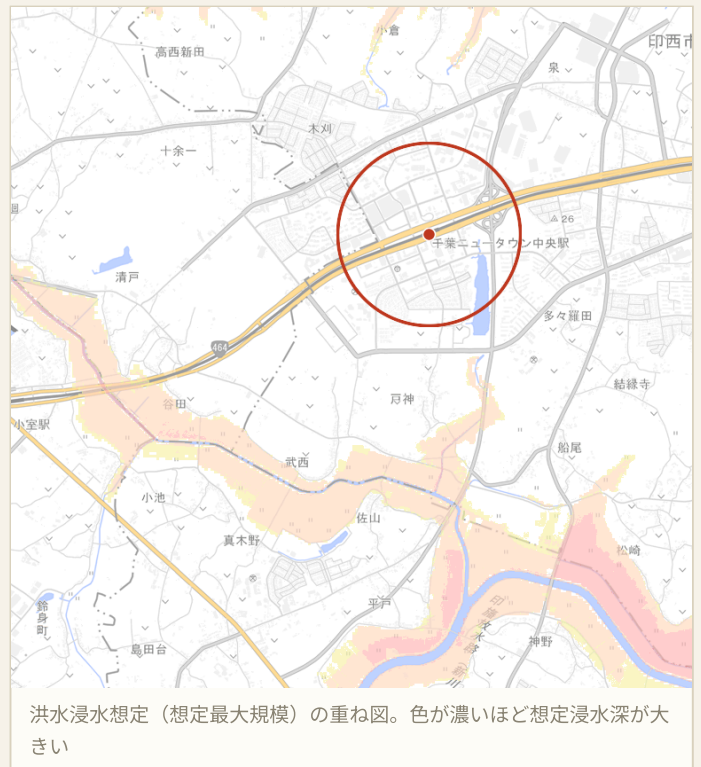 小倉
印西市
高西新田
泉
木刈
十余一
26
千葉ニュータウン中央駅
清戸
多々羅田
464
結縁寺
戸神
谷田
小室駅
船尾
武西
小池
佐山
真木野
松崎
平戸
鈴身町
神野
島田台
洪水浸水想定（想定最大規模）の重ね図。色が濃いほど想定浸水深が大
きい